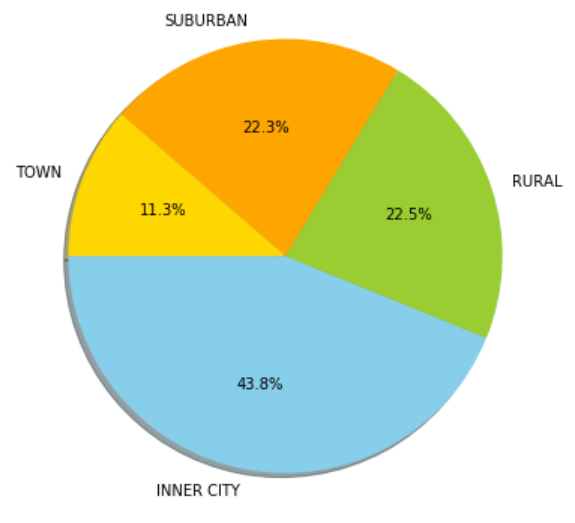 SUBURBAN
22.3%
TOWN
RURAL
11.3%
22.5%
43.8%
INNER CITY